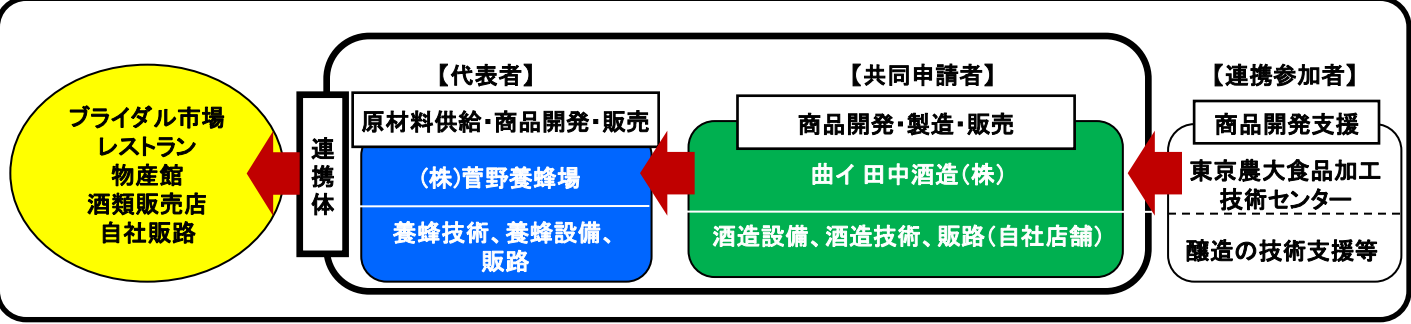 ブライダル市場
レストラン
物産館
酒類販売店
自社販路
連携体
【代表者】
原材料供給・商品開発・販売
(株)菅野養蜂場
養蜂技術、養蜂設備、
販路
【共同申請者】
商品開発・製造・販売
曲イ 田中酒造(株)
酒造設備、酒造技術、販路(自社店舗)
【連携参加者】
商品開発支援
東京農大食品加工
技術センター
醸造の技術支援等